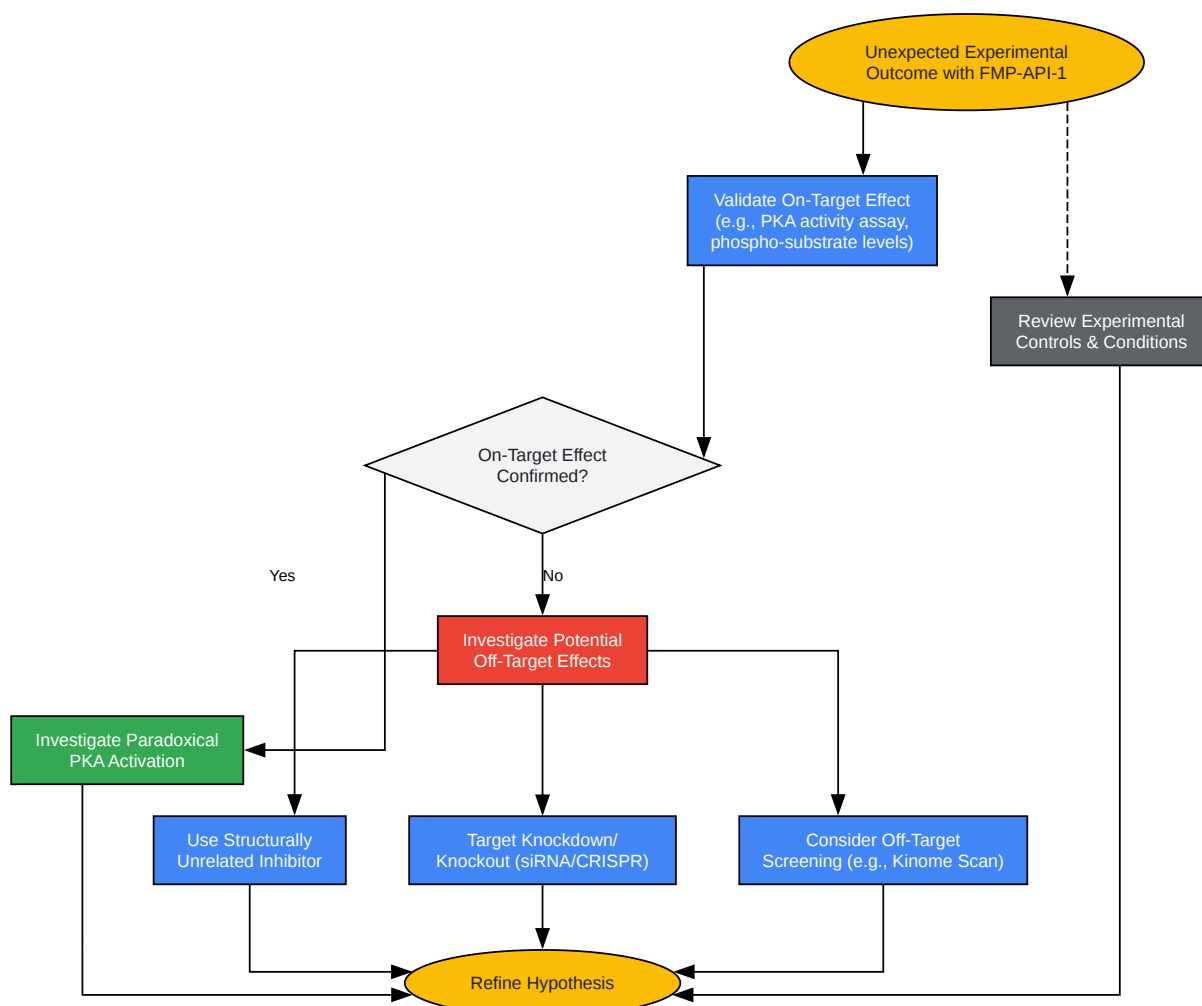 Unexpected Experimental
Outcome with FMP-API-1
Validate On-Target Effect
(e.g., PKA activity assay,
phospho-substrate levels)
Review Experimental
Controls & Conditions
On-Target Effect
Confirmed?
Yes
No
Investigate Potential
Off-Target Effects
Investigate Paradoxical
PKA Activation
Use Structurally
Unrelated Inhibitor
Target Knockdown/
Knockout (siRNA/CRISPR)
Consider Off-Target
Screening (e.g., Kinome Scan)
Refine Hypothesis